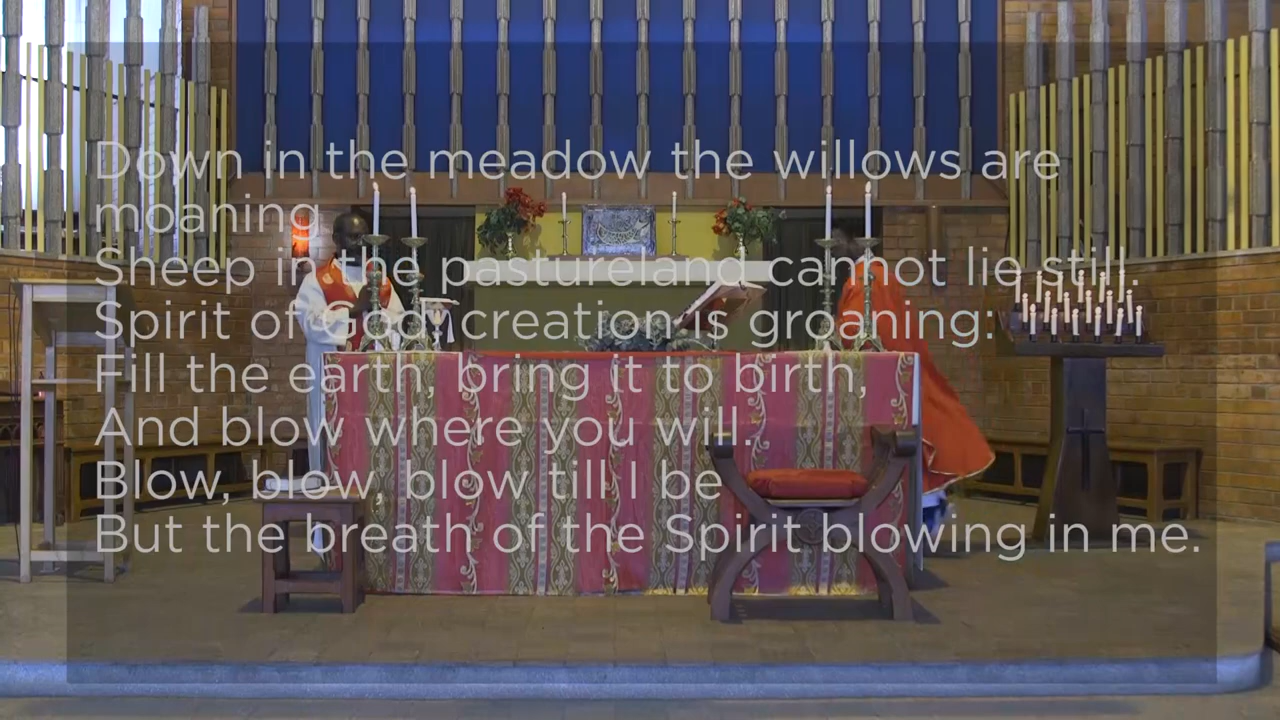 Down in the meadow the willows are
moaning
Sheep in the pastureland cannot lie still.
Spirit of God, creation is groaning:
Fill the earth, bring it to birth,
And blow where you will.
Blow, blow, blow till I be
But the breath of the Spirit blowing in me.